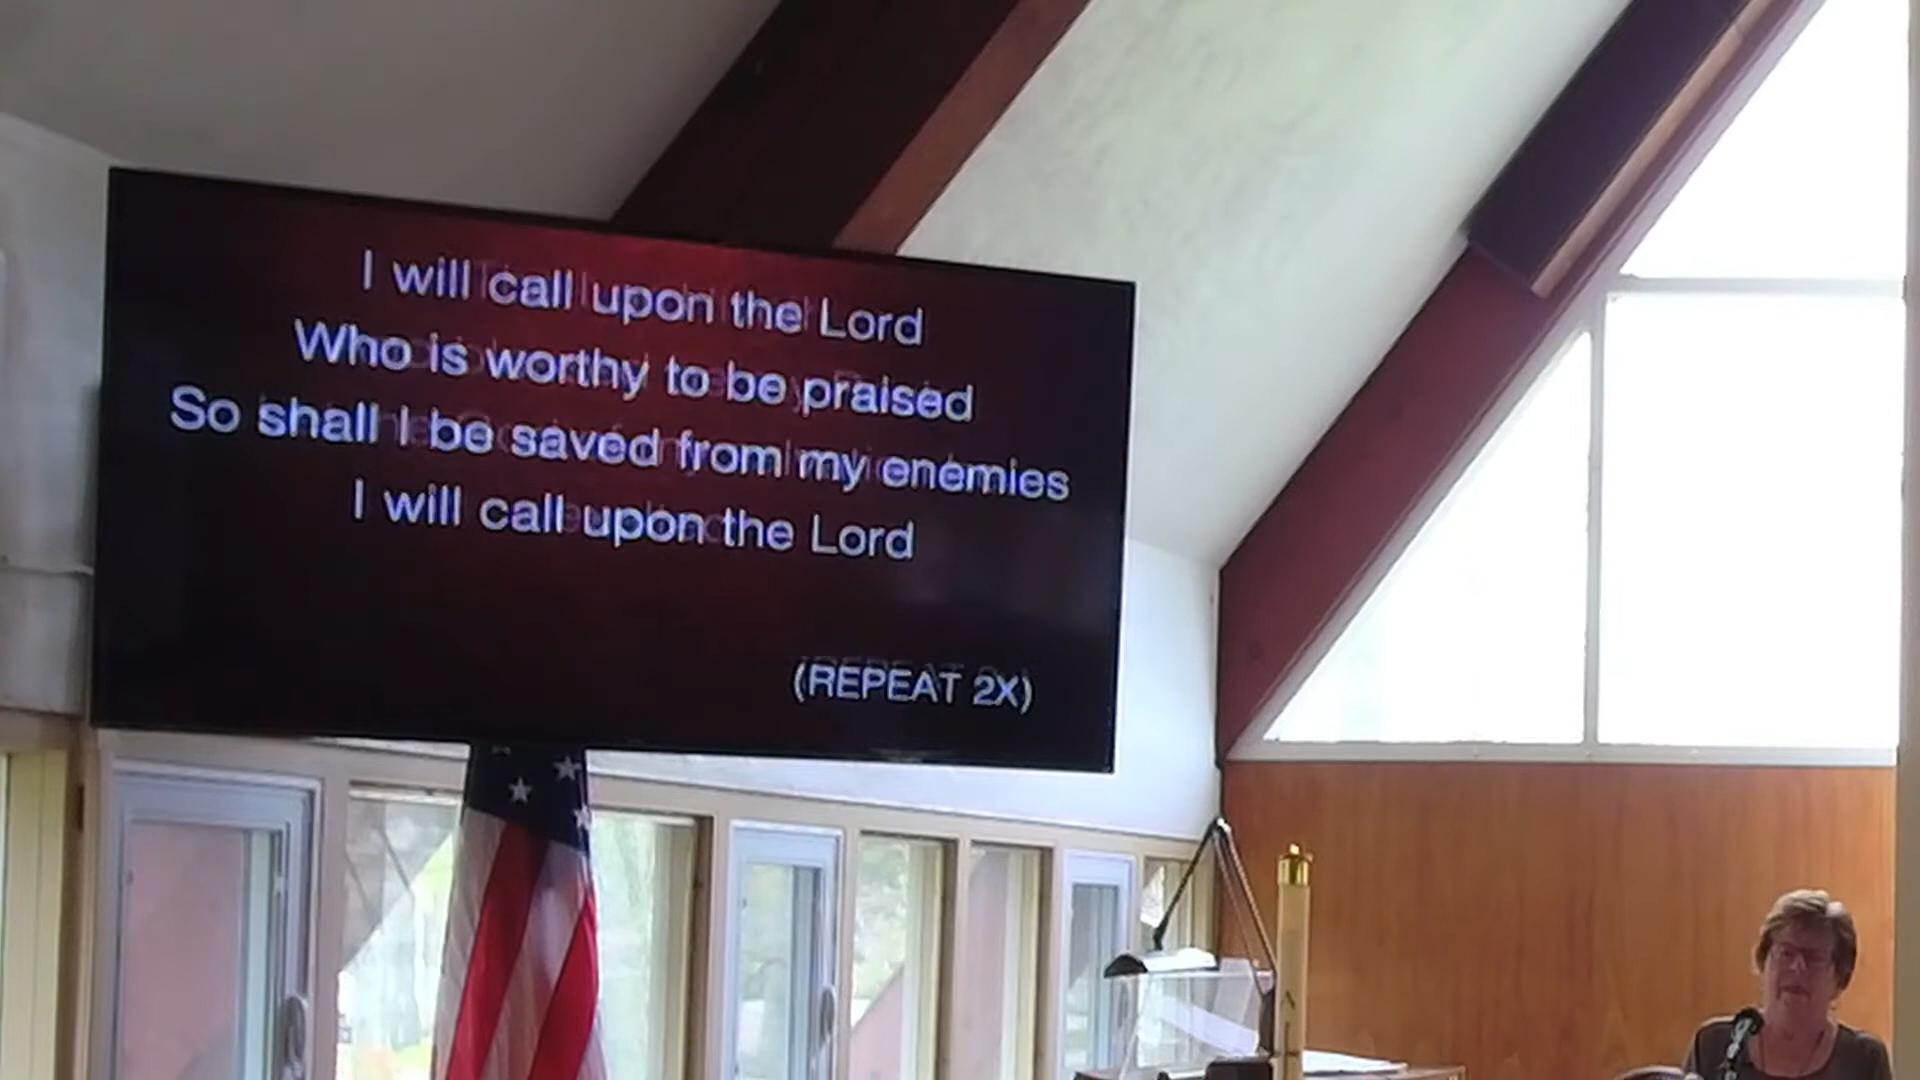 I will call upon the Lord
Who is worthy to be praised
So shall I be saved from my enemies
I will call upon the Lord
(REPEAT 2X)